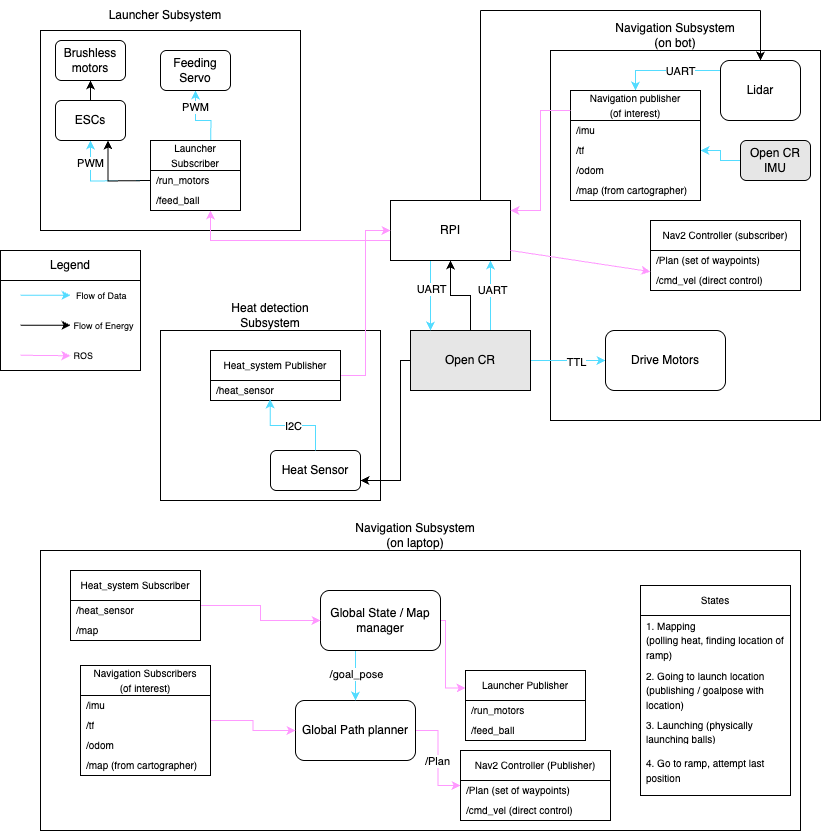 Launcher Subsystem
Brushless
motors
Feeding
Servo
PWM
ESCs
PWM
Launcher
Subscriber
/run_motors
/feed_ball
Navigation Subsystem
(on bot)
UART
Lidar
Navigation publisher
(of interest)
/imu
/tf
/odom
/map (from cartographer)
Open CR
IMU
RPI
Nav2 Controller (subscriber)
/Plan (set of waypoints)
/cmd_vel (direct control)
Legend
Flow of Data
Flow of Energy
ROS
UART
UART
Heat detection
Subsystem
Heat_system Publisher
/heat_sensor
I2C
Heat Sensor
Open CR
TTL
Drive Motors
Navigation Subsystem
(on laptop)
Heat_system Subscriber
/heat_sensor
/map
Global State / Map
manager
/goal_pose
Navigation Subscribers
(of interest)
/imu
/tf
/odom
/map (from cartographer)
Global Path planner
Launcher Publisher
/run_motors
/feed_ball
/Plan
Nav2 Controller (Publisher)
/Plan (set of waypoints)
/cmd_vel (direct control)
States
1. Mapping
(polling heat, finding location of
ramp)
2. Going to launch location
(publishing / goalpose with
location)
3. Launching (physically
launching balls)
4. Go to ramp, attempt last
position